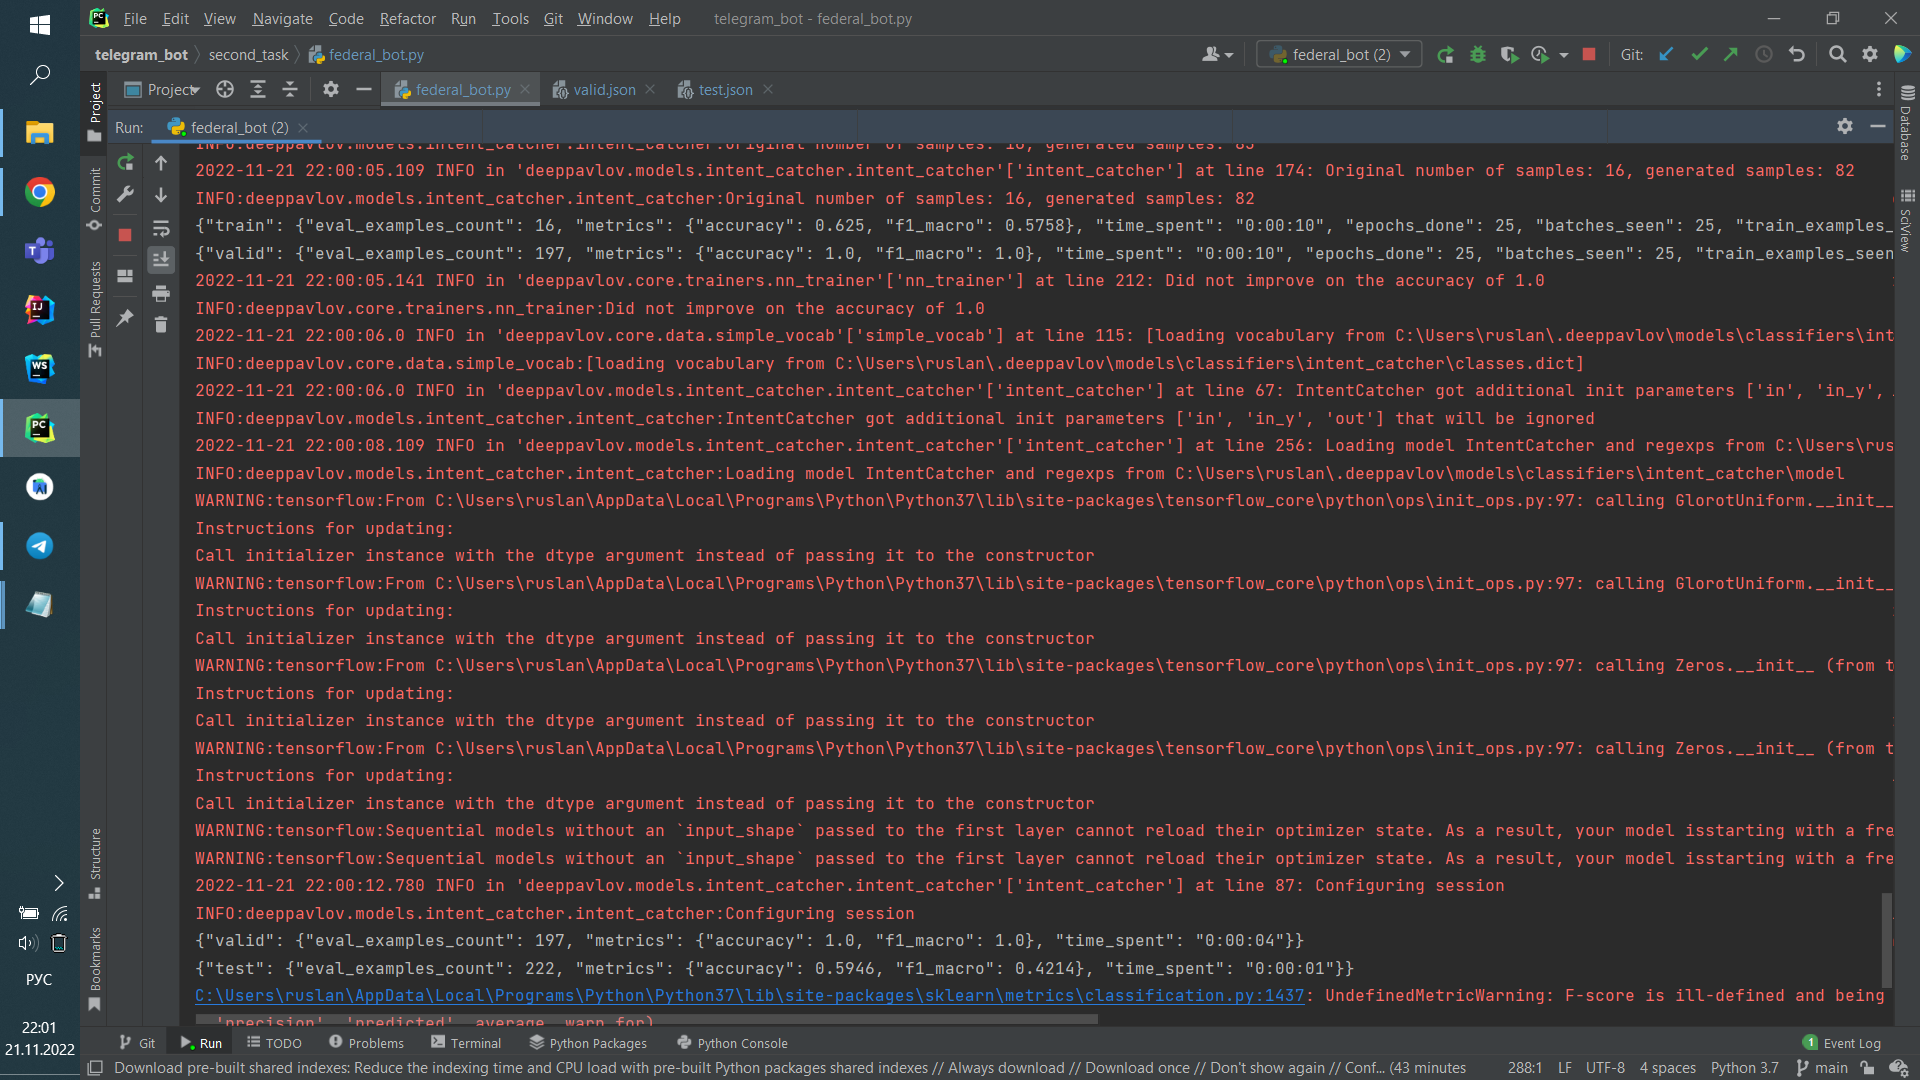 File Edit View Navigate Code Refactor Run Tools Git Window Help telegram_bot - federal_bot.py
telegram_bot second_task federal_bot.py federal_bot (2) Git:
Project federal_bot.py valid.json test.json
Run: federal_bot (2)
INFO:deeppavlov.models.intent_catcher.intent_catcher:Original number of samples: 16, generated samples: 83
2022-11-21 22:00:05.109 INFO in 'deeppavlov.models.intent_catcher.intent_catcher'['intent_catcher'] at line 174: Original number of samples: 16, generated samples: 82
INFO:deeppavlov.models.intent_catcher.intent_catcher:Original number of samples: 16, generated samples: 82
{"train": {"eval_examples_count": 16, "metrics": {"accuracy": 0.625, "f1_macro": 0.5758}, "time_spent": "0:00:10", "epochs_done": 25, "batches_seen": 25, "train_examples_
{"valid": {"eval_examples_count": 197, "metrics": {"accuracy": 1.0, "f1_macro": 1.0}, "time_spent": "0:00:10", "epochs_done": 25, "batches_seen": 25, "train_examples_seen
2022-11-21 22:00:05.141 INFO in 'deeppavlov.core.trainers.nn_trainer'['nn_trainer'] at line 212: Did not improve on the accuracy of 1.0
INFO:deeppavlov.core.trainers.nn_trainer:Did not improve on the accuracy of 1.0
2022-11-21 22:00:06.0 INFO in 'deeppavlov.core.data.simple_vocab'['simple_vocab'] at line 115: [loading vocabulary from C:\Users\ruslan\.deeppavlov\models\classifiers\int
INFO:deeppavlov.core.data.simple_vocab:[loading vocabulary from C:\Users\ruslan\.deeppavlov\models\classifiers\intent_catcher\classes.dict]
2022-11-21 22:00:06.0 INFO in 'deeppavlov.models.intent_catcher.intent_catcher'['intent_catcher'] at line 67: IntentCatcher got additional init parameters ['in', 'in_y',
INFO:deeppavlov.models.intent_catcher.intent_catcher:IntentCatcher got additional init parameters ['in', 'in_y', 'out'] that will be ignored
2022-11-21 22:00:08.109 INFO in 'deeppavlov.models.intent_catcher.intent_catcher'['intent_catcher'] at line 256: Loading model IntentCatcher and regexps from C:\Users\rus
INFO:deeppavlov.models.intent_catcher.intent_catcher:Loading model IntentCatcher and regexps from C:\Users\ruslan\.deeppavlov\models\classifiers\intent_catcher\model
WARNING:tensorflow:From C:\Users\ruslan\AppData\Local\Programs\Python\Python37\lib\site-packages\tensorflow_core\python\ops\init_ops.py:97: calling GlorotUniform.__init__
Instructions for updating:
Call initializer instance with the dtype argument instead of passing it to the constructor
WARNING:tensorflow:From C:\Users\ruslan\AppData\Local\Programs\Python\Python37\lib\site-packages\tensorflow_core\python\ops\init_ops.py:97: calling GlorotUniform.__init__
Instructions for updating:
Call initializer instance with the dtype argument instead of passing it to the constructor
WARNING:tensorflow:From C:\Users\ruslan\AppData\Local\Programs\Python\Python37\lib\site-packages\tensorflow_core\python\ops\init_ops.py:97: calling Zeros.__init__ (from t
Instructions for updating:
Call initializer instance with the dtype argument instead of passing it to the constructor
WARNING:tensorflow:From C:\Users\ruslan\AppData\Local\Programs\Python\Python37\lib\site-packages\tensorflow_core\python\ops\init_ops.py:97: calling Zeros.__init__ (from t
Instructions for updating:
Call initializer instance with the dtype argument instead of passing it to the constructor
WARNING:tensorflow:Sequential models without an `input_shape` passed to the first layer cannot reload their optimizer state. As a result, your model isstarting with a fre
WARNING:tensorflow:Sequential models without an `input_shape` passed to the first layer cannot reload their optimizer state. As a result, your model isstarting with a fre
2022-11-21 22:00:12.780 INFO in 'deeppavlov.models.intent_catcher.intent_catcher'['intent_catcher'] at line 87: Configuring session
INFO:deeppavlov.models.intent_catcher.intent_catcher:Configuring session
{"valid": {"eval_examples_count": 197, "metrics": {"accuracy": 1.0, "f1_macro": 1.0}, "time_spent": "0:00:04"}}
{"test": {"eval_examples_count": 222, "metrics": {"accuracy": 0.5946, "f1_macro": 0.4214}, "time_spent": "0:00:01"}}
C:\Users\ruslan\AppData\Local\Programs\Python\Python37\lib\site-packages\sklearn\metrics\classification.py:1437: UndefinedMetricWarning: F-score is ill-defined and being
'precision', 'predicted', average, warn_for)
Project
Commit
Pull Requests
Structure
Bookmarks
Database
SciView
РУС
22:01
21.11.2022
Git Run TODO Problems Terminal Python Packages Python Console 1 Event Log
Download pre-built shared indexes: Reduce the indexing time and CPU load with pre-built Python packages shared indexes // Always download // Download once // Don't show again // Conf... (43 minutes 288:1 LF UTF-8 4 spaces Python 3.7 main